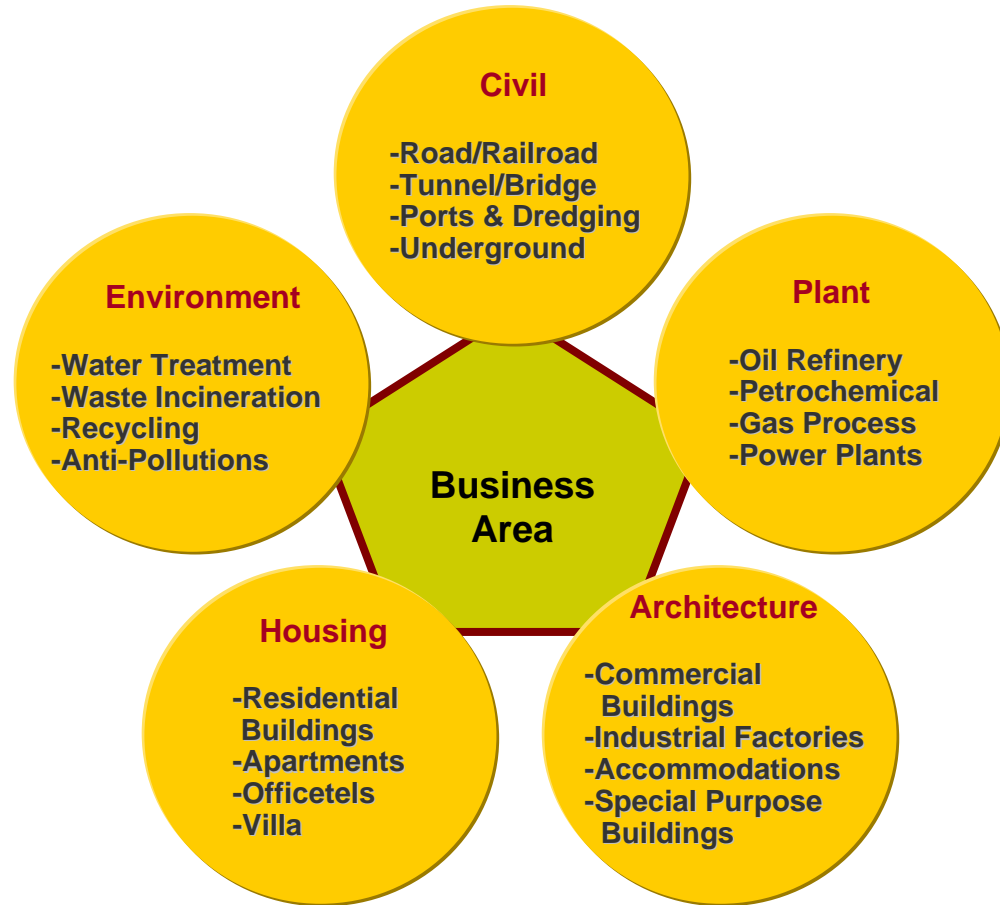 Civil
-Road/Railroad
-Tunnel/Bridge
-Ports & Dredging
-Underground
Environment
-Water Treatment
-Waste Incineration
-Recycling
-Anti-Pollutions
Plant
-Oil Refinery
-Petrochemical
-Gas Process
-Power Plants
Business
Area
Housing
-Residential
Buildings
-Apartments
-Officetels
-Villa
Architecture
-Commercial
Buildings
-Industrial Factories
-Accommodations
-Special Purpose
Buildings